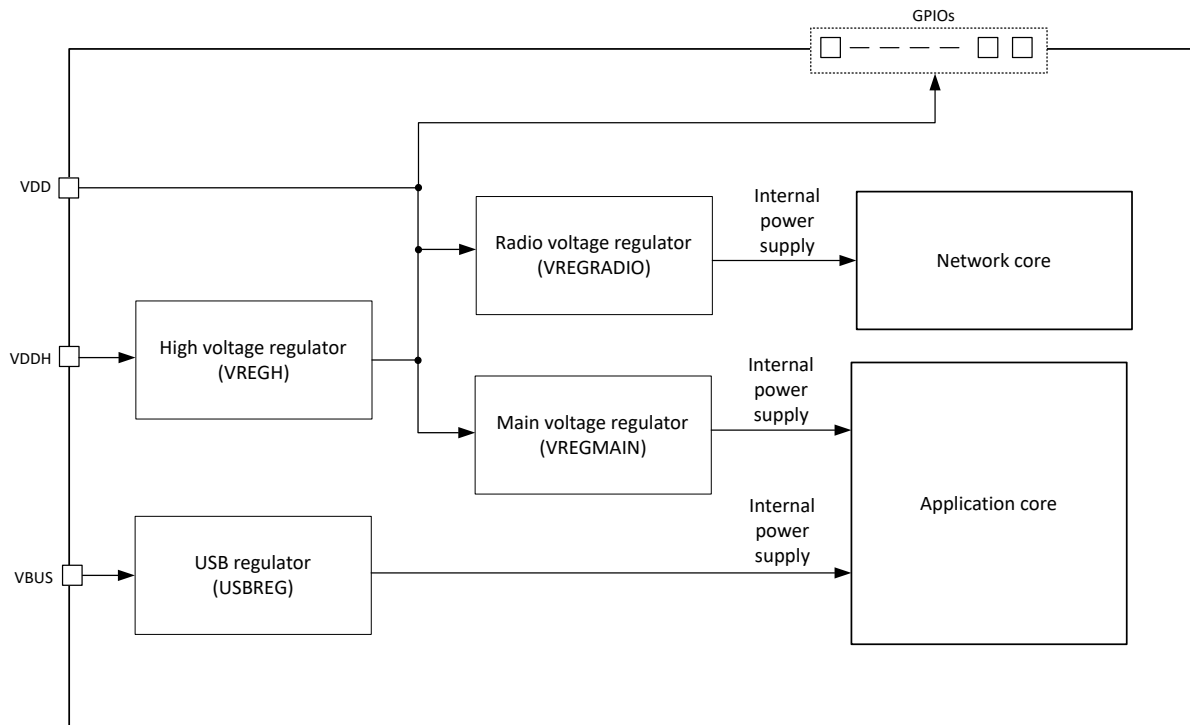 GPIOs
VDD
Radio voltage regulator
(VREGRADIO)
Internal
power
supply
Network core
VDDH
High voltage regulator
(VREGH)
Main voltage regulator
(VREGMAIN)
Internal
power
supply
Application core
VBUS
USB regulator
(USBREG)
Internal
power
supply